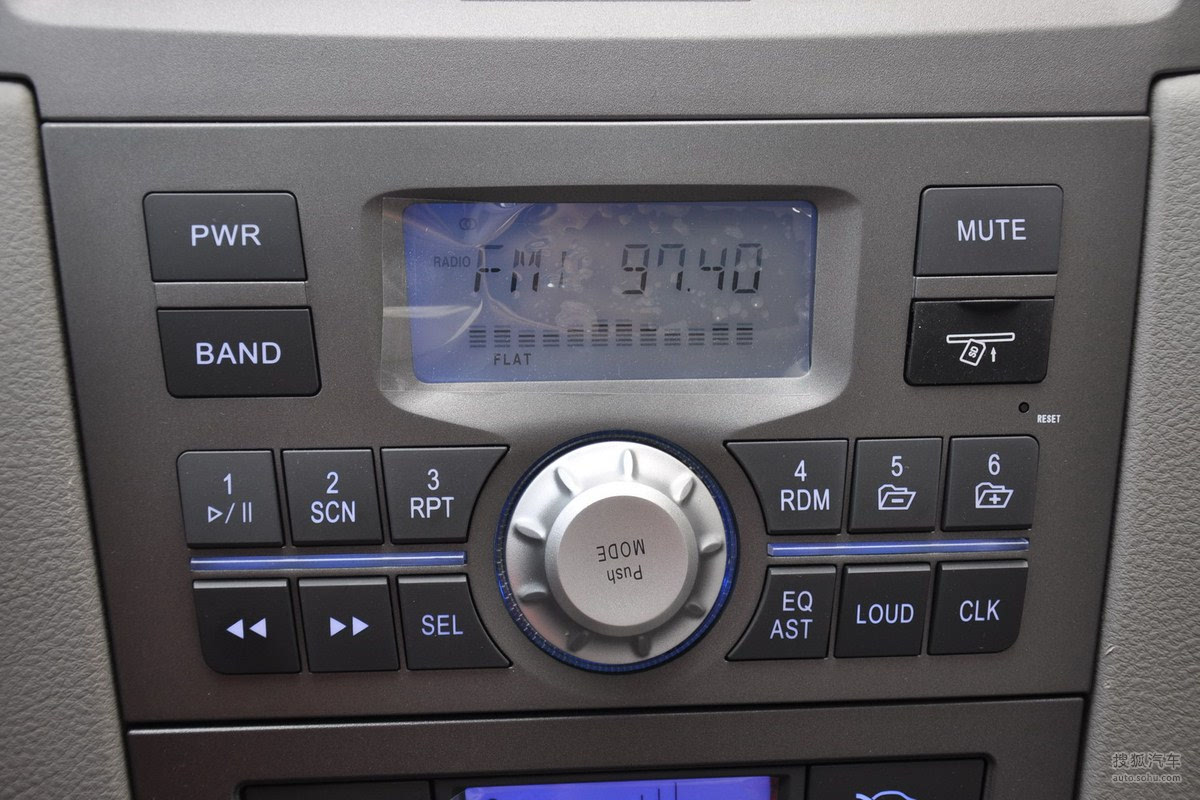 PWR
MUTE
RADIO FM1 97.40
FLAT
BAND
SD
RESET
1
2
SCN
3
RPT
4
RDM
5
6
Push
MODE
SEL
EQ
AST
LOUD
CLK
搜狐汽车
auto.sohu.com